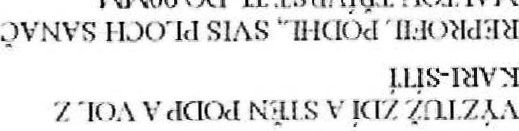 VÝZTUŽ ZDÍ A STĚN PODP A VOL Z
KARI-SÍTÍ
REPROFIL PODHL, SVIS PLOCH SANAČ